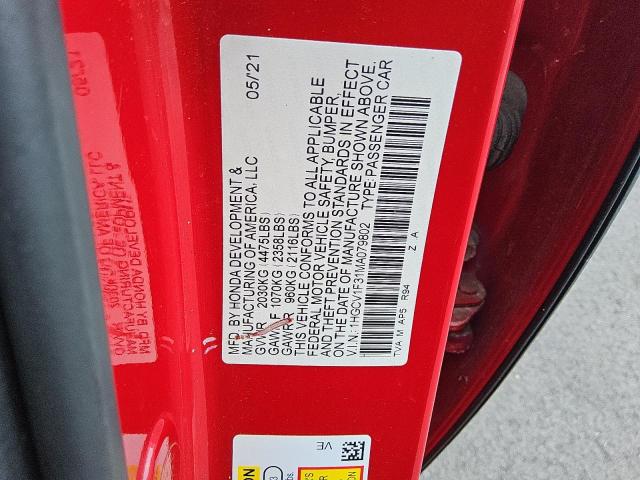 MFD. BY HONDA DEVELOPMENT & 05/21
MANUFACTURING OF AMERICA, LLC
GVWR 2030KG (4475LBS)
GAWR F 1070KG (2358LBS)
GAWR R 960KG (2116LBS)
THIS VEHICLE CONFORMS TO ALL APPLICABLE
FEDERAL MOTOR VEHICLE SAFETY, BUMPER,
AND THEFT PREVENTION STANDARDS IN EFFECT
ON THE DATE OF MANUFACTURE SHOWN ABOVE.
V.I.N.: 1HGCV1F31MA079802 TYPE: PASSENGER CAR
TVA M AP5 R94 Z A
VE